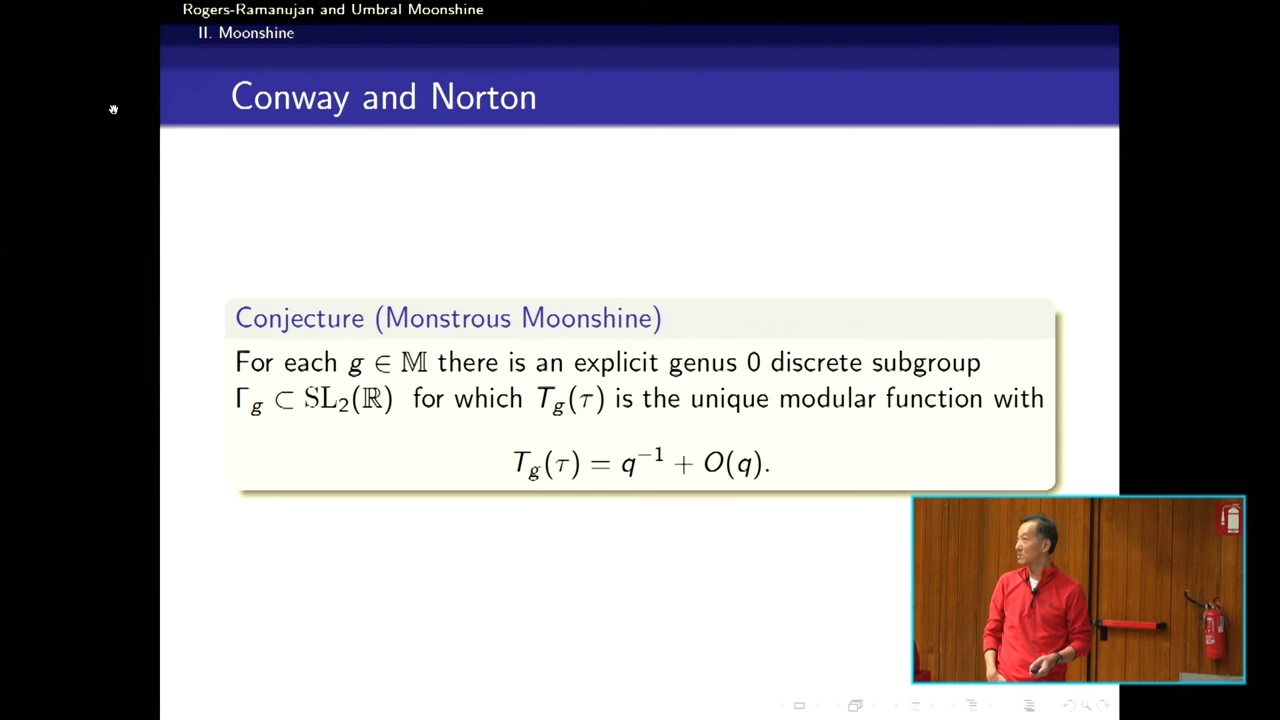 Rogers-Ramanujan and Umbral Moonshine
II. Moonshine
Conway and Norton
Conjecture (Monstrous Moonshine)
For each g ∈ 𝕄 there is an explicit genus 0 discrete subgroup
Γ_g ⊂ SL₂(ℝ) for which T_g(τ) is the unique modular function with
T_g(τ) = q⁻¹ + O(q).